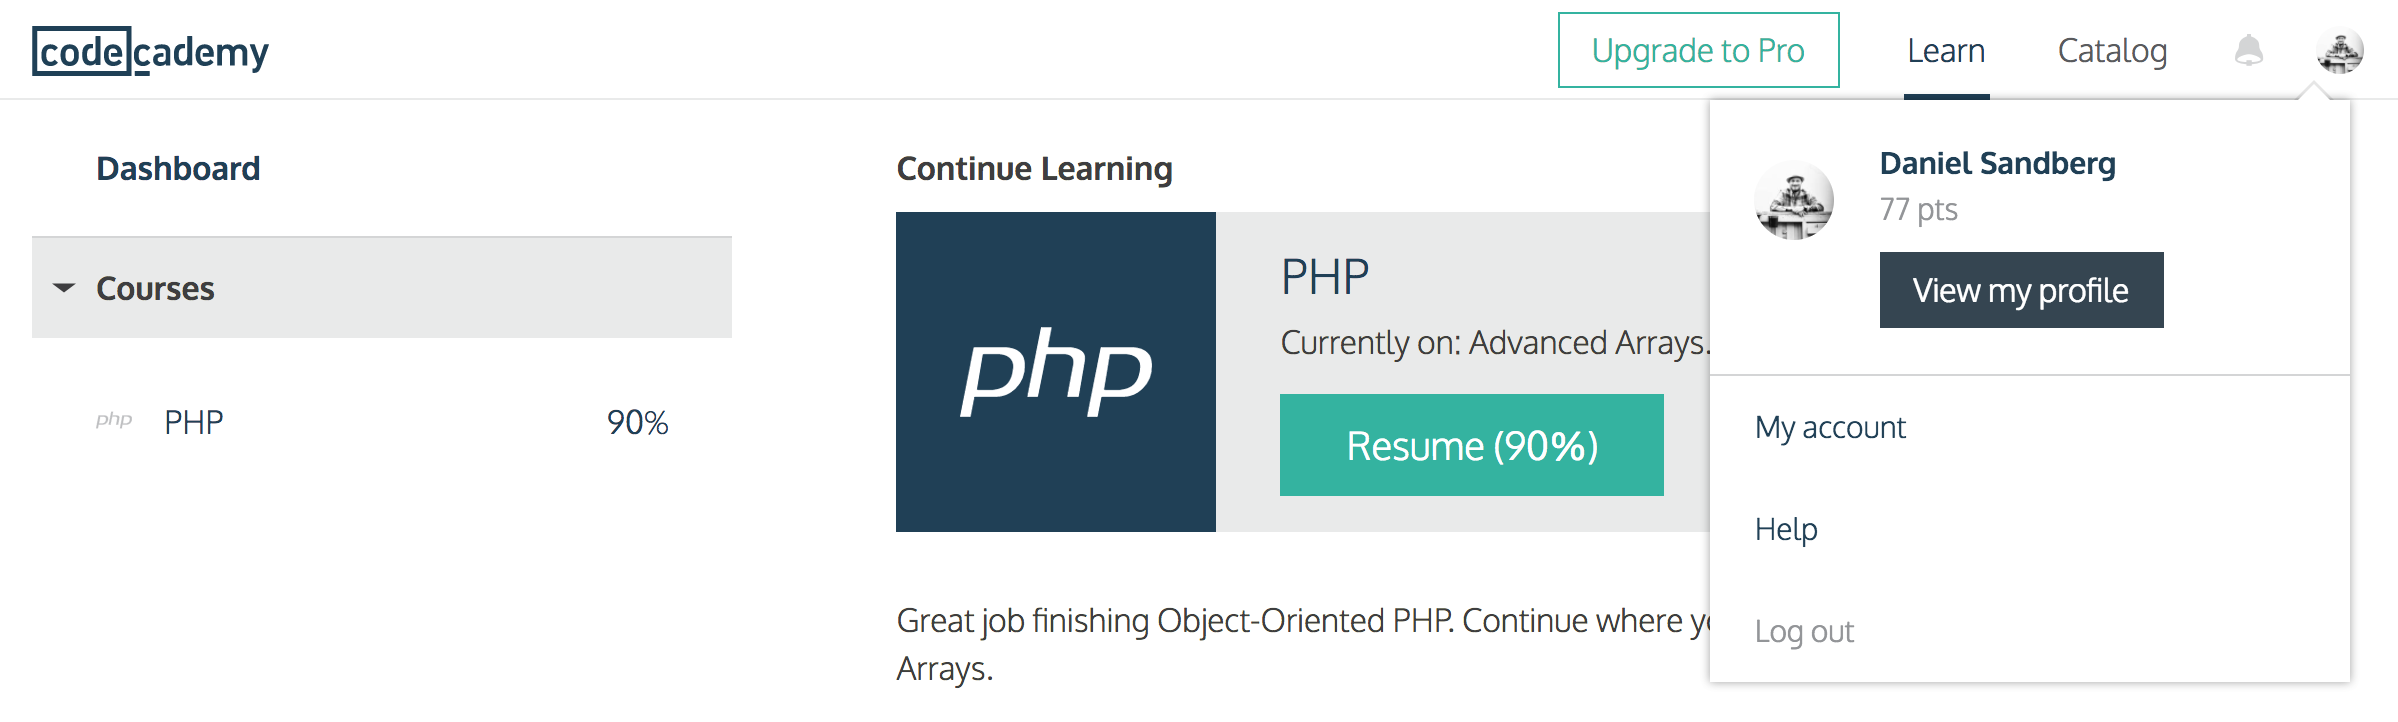 codecademy
Upgrade to Pro
Learn
Catalog
Dashboard
Courses
php PHP 90%
Continue Learning
php
PHP
Currently on: Advanced Arrays.
Resume (90%)
Great job finishing Object-Oriented PHP. Continue where
Arrays.
Daniel Sandberg
77 pts
View my profile
My account
Help
Log out